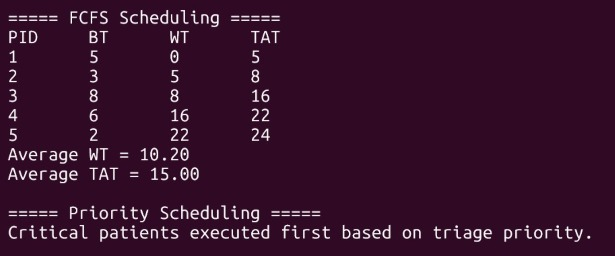 ===== FCFS Scheduling =====
PID BT WT TAT
1 5 0 5
2 3 5 8
3 8 8 16
4 6 16 22
5 2 22 24
Average WT = 10.20
Average TAT = 15.00
===== Priority Scheduling =====
Critical patients executed first based on triage priority.